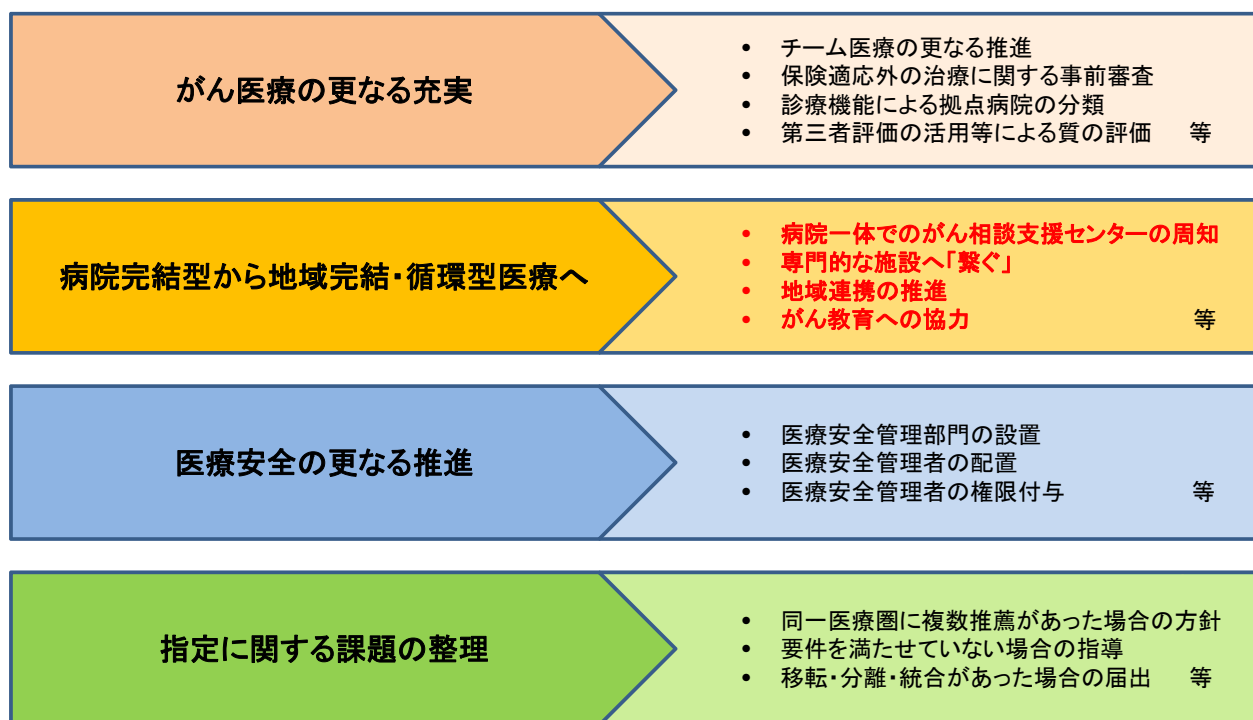 がん医療の更なる充実
• チーム医療の更なる推進
• 保険適応外の治療に関する事前審査
• 診療機能による拠点病院の分類
• 第三者評価の活用等による質の評価 等
病院完結型から地域完結・循環型医療へ
• 病院一体でのがん相談支援センターの周知
• 専門的な施設へ「繋ぐ」
• 地域連携の推進
• がん教育への協力 等
医療安全の更なる推進
• 医療安全管理部門の設置
• 医療安全管理者の配置
• 医療安全管理者の権限付与 等
指定に関する課題の整理
• 同一医療圏に複数推薦があった場合の方針
• 要件を満たせていない場合の指導
• 移転・分離・統合があった場合の届出 等